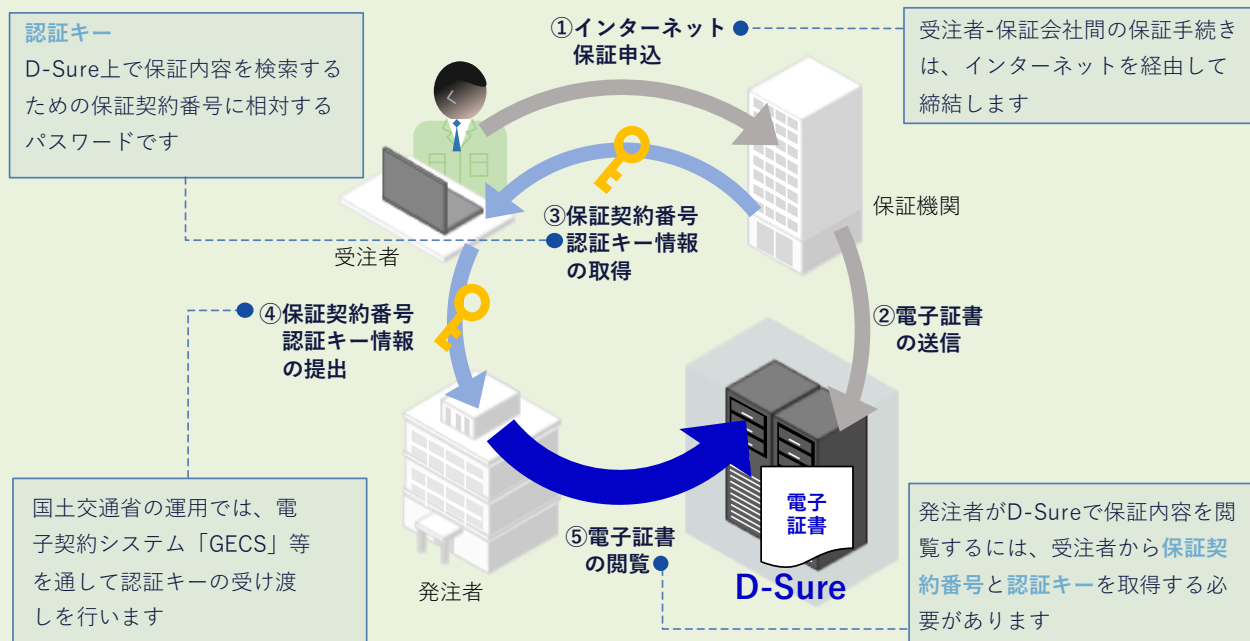 認証キー
D-Sure上で保証内容を検索する
ための保証契約番号に相対する
パスワードです
①インターネット
保証申込
受注者-保証会社間の保証手続き
は、インターネットを経由して
締結します
保証機関
③保証契約番号
認証キー情報
の取得
受注者
④保証契約番号
認証キー情報
の提出
②電子証書
の送信
国土交通省の運用では、電
子契約システム「GECS」等
を通して認証キーの受け渡
しを行います
発注者
⑤電子証書
の閲覧
電子
証書
D-Sure
発注者がD-Sureで保証内容を閲
覧するには、受注者から保証契
約番号と認証キーを取得する必
要があります